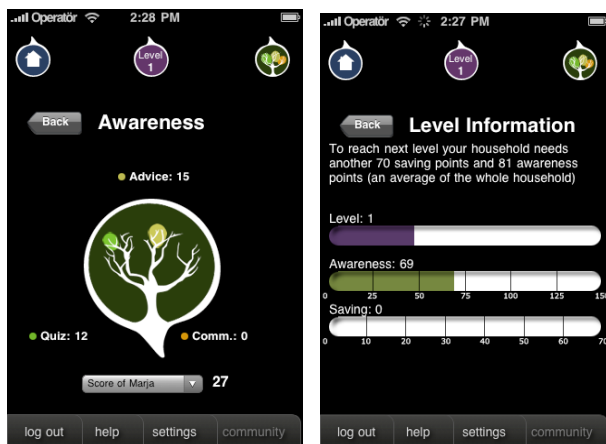 Operatör 2:28 PM
Level
1
Back Awareness
Advice: 15
Quiz: 12 Comm.: 0
Score of Marja 27
log out help settings community
Operatör 2:27 PM
Level
1
Back Level Information
To reach next level your household needs
another 70 saving points and 81 awareness
points (an average of the whole household)
Level: 1
Awareness: 69
0 25 50 75 100 125 150
Saving: 0
0 10 20 30 40 50 60 70
log out help settings community